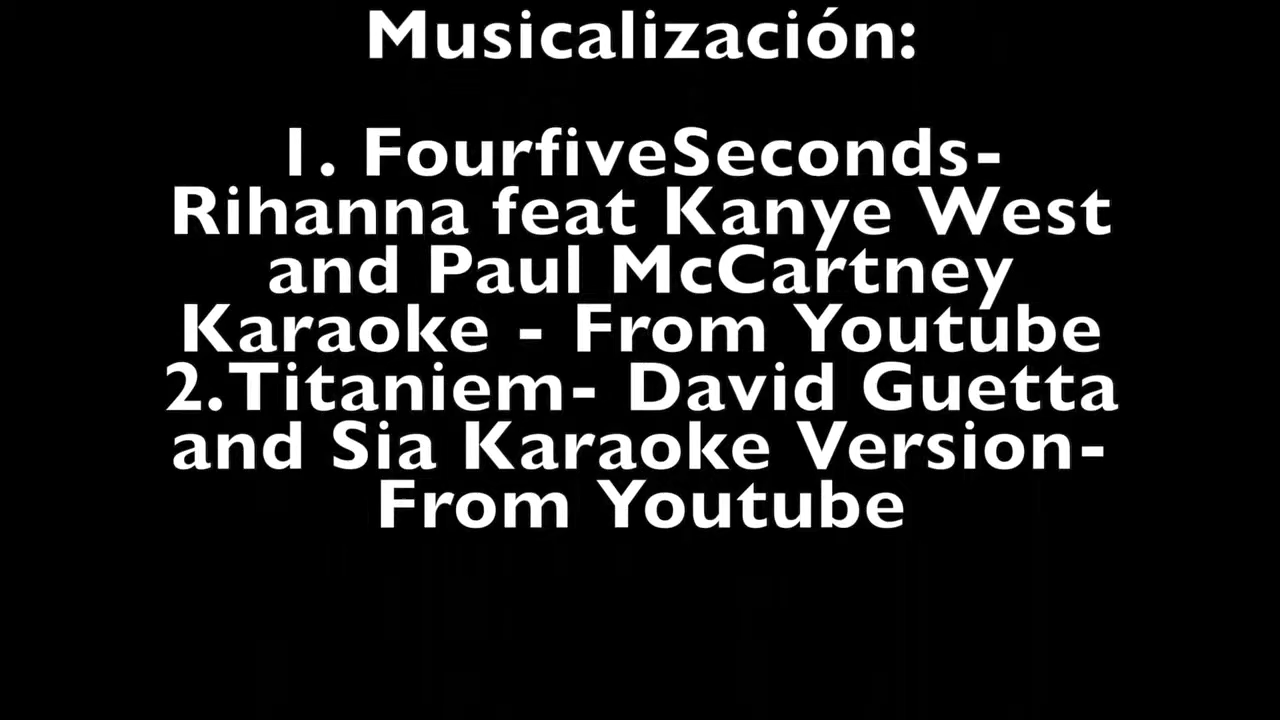 Musicalización:
1. FourfiveSeconds-
Rihanna feat Kanye West
and Paul McCartney
Karaoke - From Youtube
2.Titaniem- David Guetta
and Sia Karaoke Version-
From Youtube